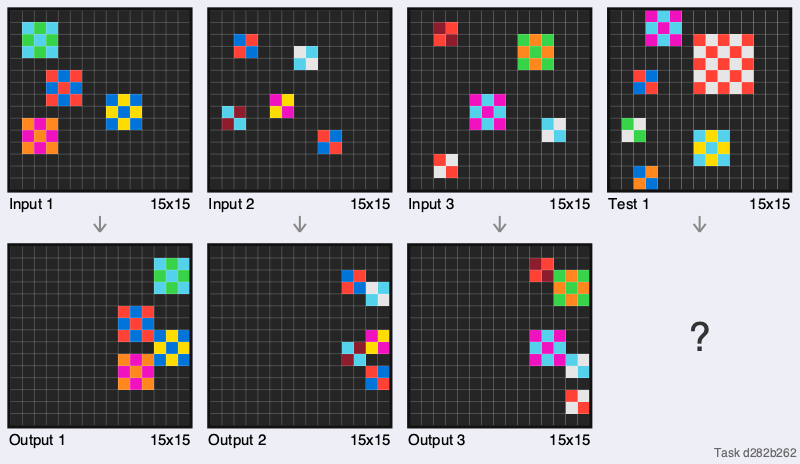 Input 1 15x15
Input 2 15x15
Input 3 15x15
Test 1 15x15
?
Output 1 15x15
Output 2 15x15
Output 3 15x15
Task d282b262